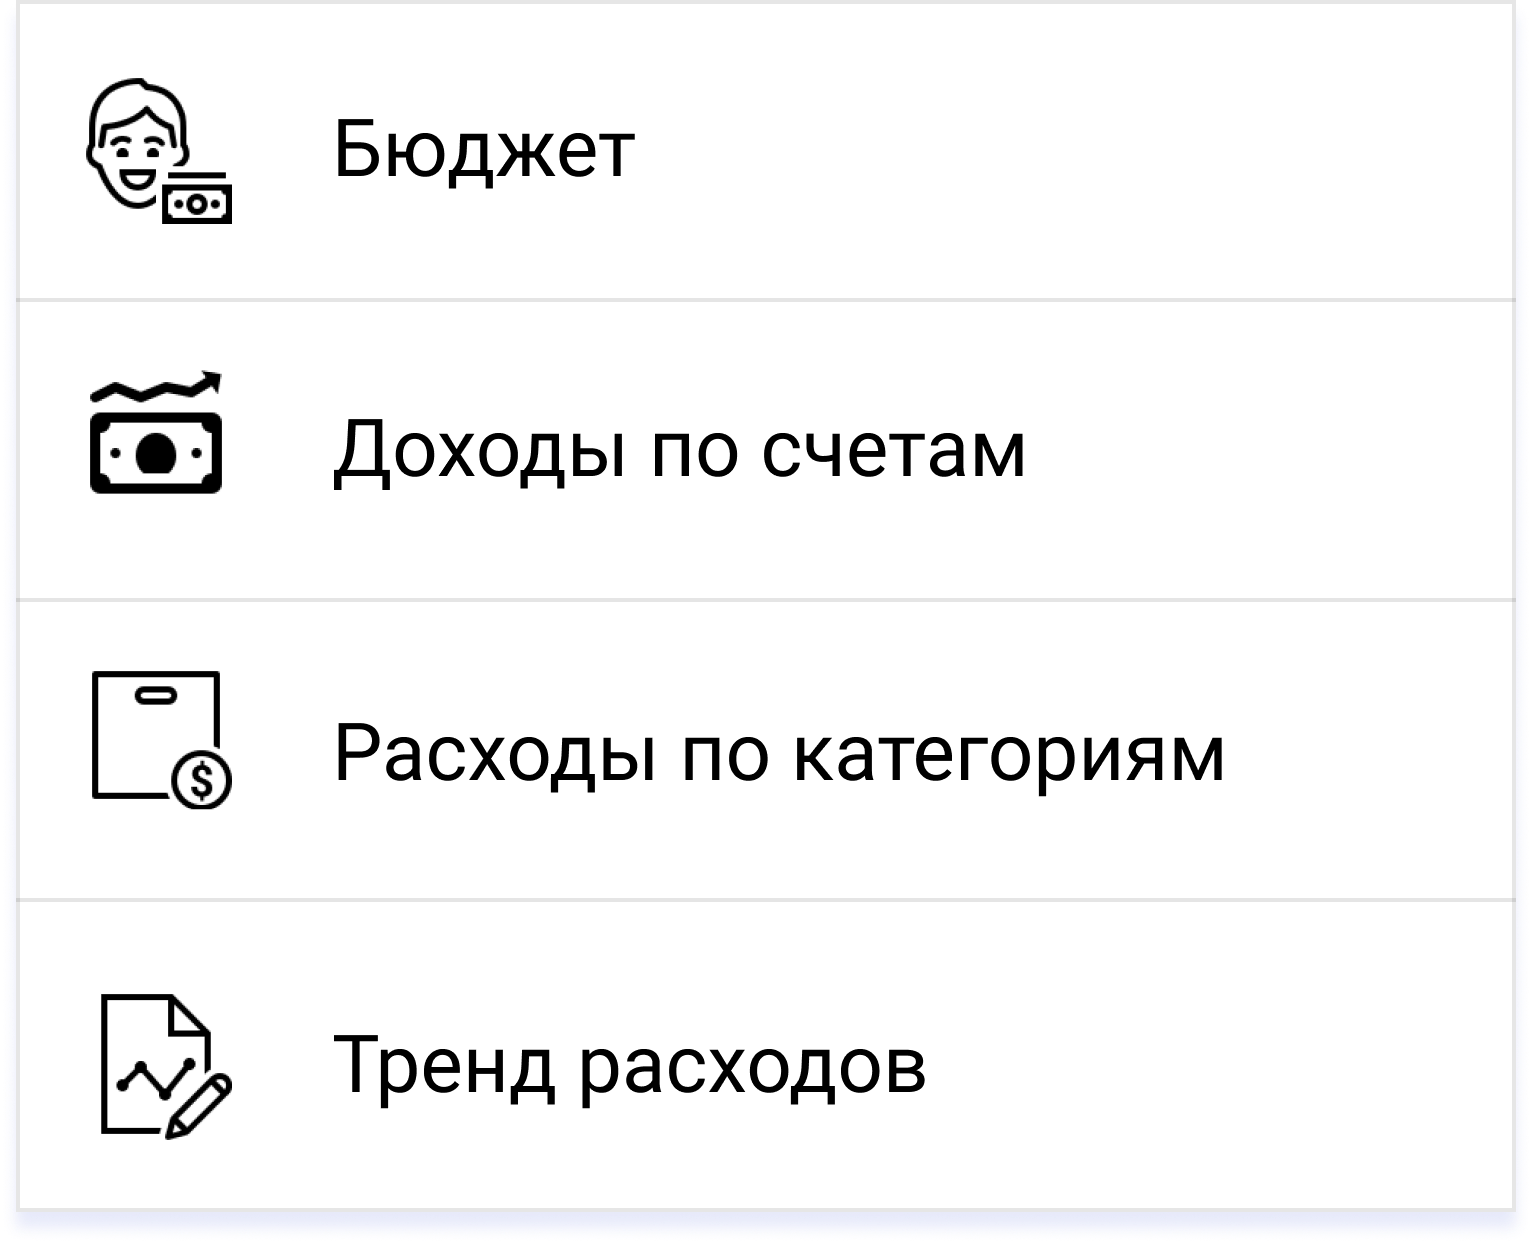 Бюджет
Доходы по счетам
$
Расходы по категориям
Тренд расходов